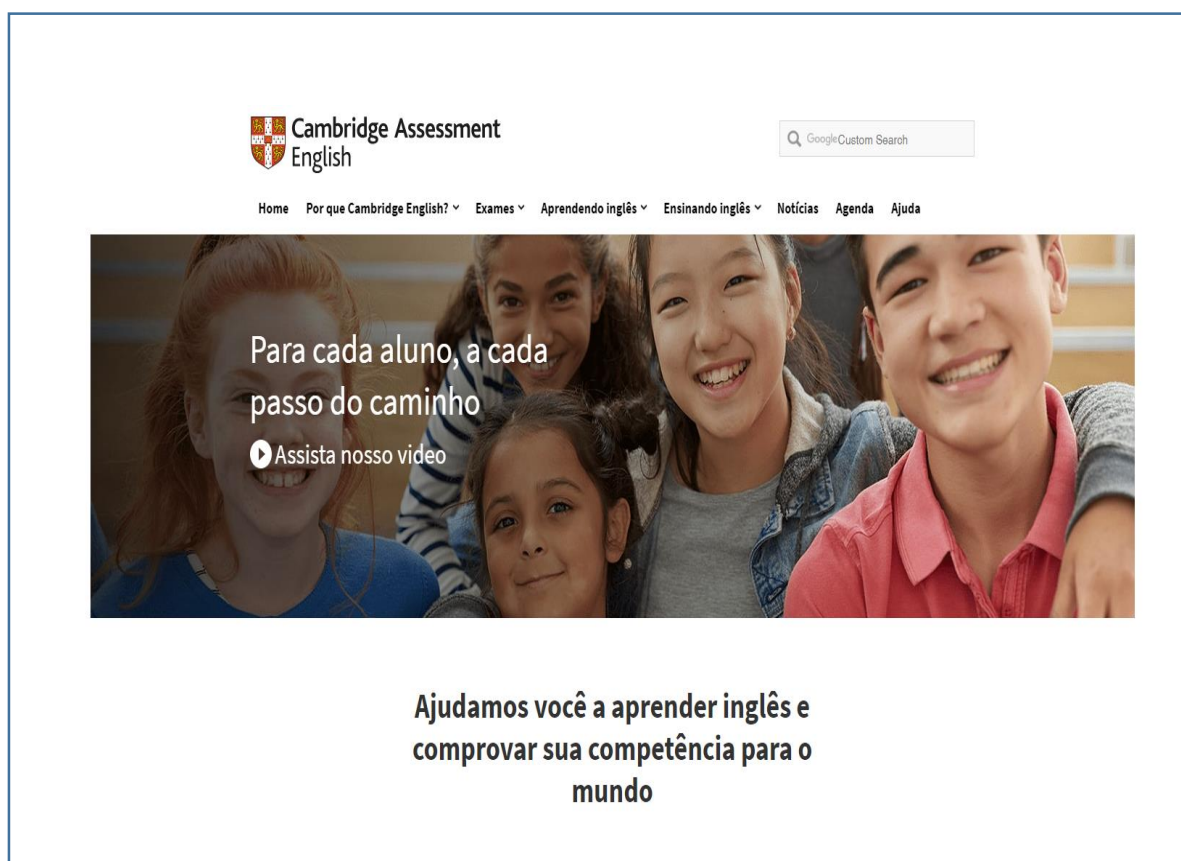 Cambridge Assessment
English
Google Custom Search
Home Por que Cambridge English? Exames Aprendendo inglês Ensinando inglês Notícias Agenda Ajuda
Para cada aluno, a cada
passo do caminho
Assista nosso video
Ajudamos você a aprender inglês e
comprovar sua competência para o
mundo